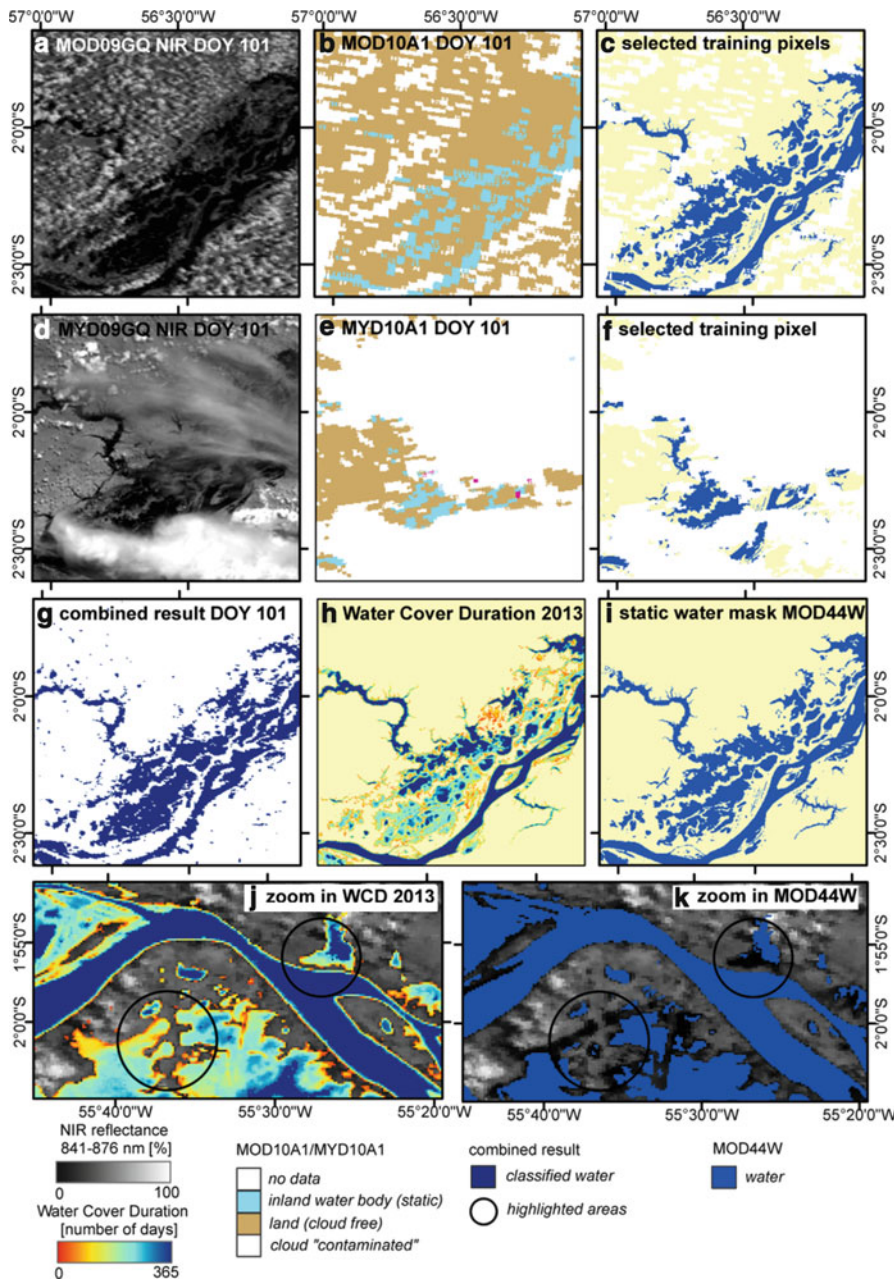 57°0'0"W 56°30'0"W 57°0'0"W 56°30'0"W 56°30'0"W
a MOD09GQ NIR DOY 101
b MOD10A1 DOY 101
c selected training pixels
2°0'0"S 2°0'0"S
2°30'0"S 2°30'0"S
d MYD09GQ NIR DOY 101
e MYD10A1 DOY 101
f selected training pixel
2°0'0"S 2°0'0"S
2°30'0"S 2°30'0"S
g combined result DOY 101
h Water Cover Duration 2013
i static water mask MOD44W
2°0'0"S 2°0'0"S
2°30'0"S 2°30'0"S
j zoom in WCD 2013
k zoom in MOD44W
1°55'0"S 1°55'0"S
2°0'0"S 2°0'0"S
55°40'0"W 55°30'0"W 55°20'0"W 55°40'0"W 55°30'0"W 55°20'0"W
NIR reflectance
841-876 nm [%]
0 100
Water Cover Duration
[number of days]
0 365
MOD10A1/MYD10A1
no data
inland water body (static)
land (cloud free)
cloud "contaminated"
combined result
classified water
highlighted areas
MOD44W
water